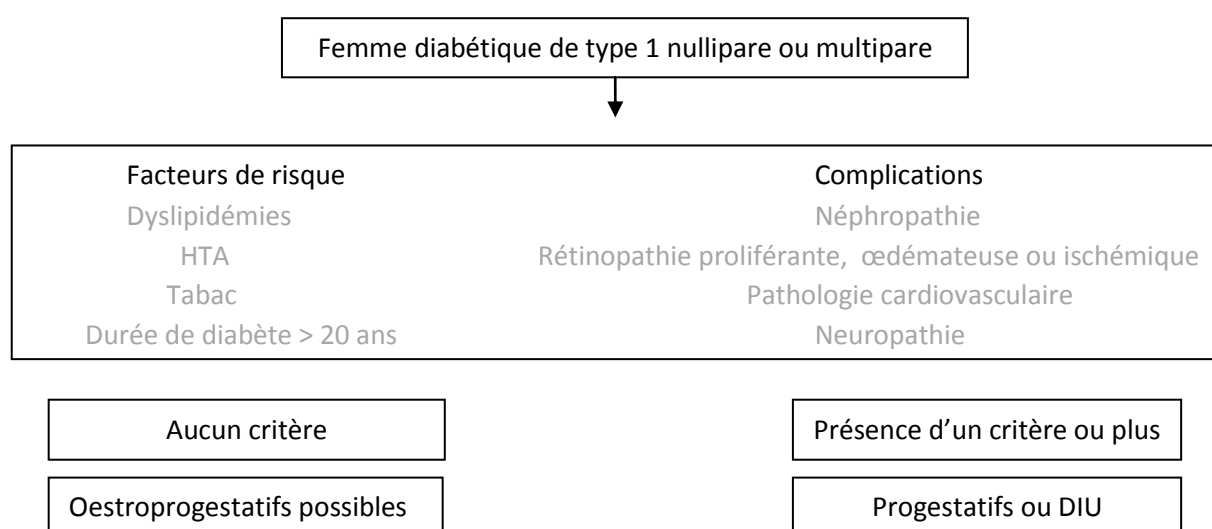 Femme diabétique de type 1 nullipare ou multipare
Facteurs de risque
Dyslipidémies
HTA
Tabac
Durée de diabète > 20 ans
Complications
Néphropathie
Rétinopathie proliférante, œdémateuse ou ischémique
Pathologie cardiovasculaire
Neuropathie
Aucun critère
Présence d’un critère ou plus
Oestroprogestatifs possibles
Progestatifs ou DIU